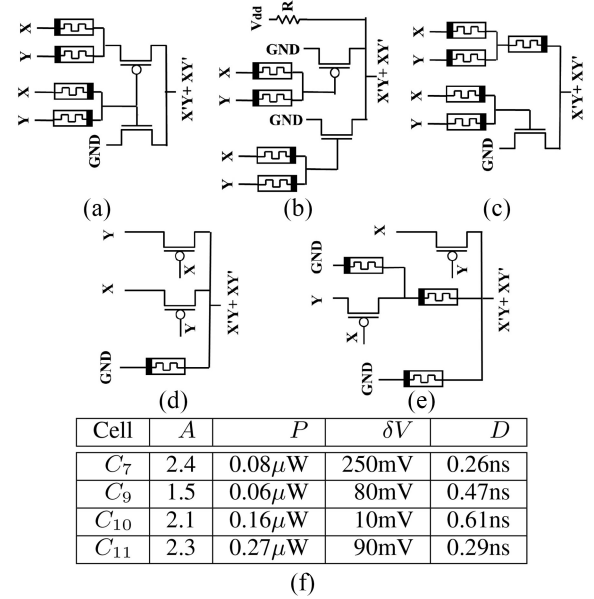 X
Y
X
Y
GND
X'Y+ XY'
(a)
Vdd
R
GND
X
Y
GND
X
Y
X'Y+ XY'
(b)
X
Y
X
Y
GND
X'Y+ XY'
(c)
Y
X
X
Y
GND
X'Y+ XY'
(d)
X
Y
GND
Y
X
GND
X'Y+ XY'
(e)
Cell A P δV D
C7 2.4 0.08μW 250mV 0.26ns
C9 1.5 0.06μW 80mV 0.47ns
C10 2.1 0.16μW 10mV 0.61ns
C11 2.3 0.27μW 90mV 0.29ns
(f)